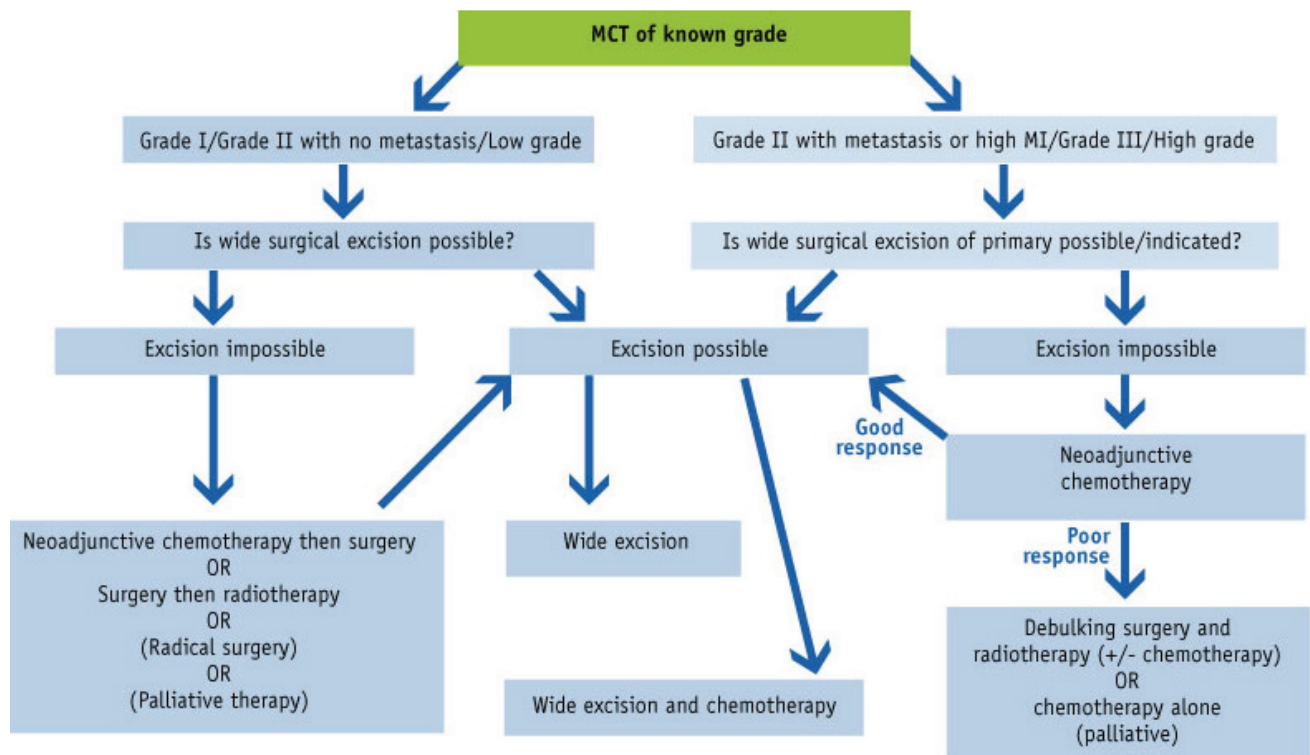 MCT of known grade
Grade I/Grade II with no metastasis/Low grade
Grade II with metastasis or high MI/Grade III/High grade
Is wide surgical excision possible?
Is wide surgical excision of primary possible/indicated?
Excision impossible
Excision possible
Excision impossible
Good
response
Neoadjunctive
chemotherapy
Neoadjunctive chemotherapy then surgery
OR
Surgery then radiotherapy
OR
(Radical surgery)
OR
(Palliative therapy)
Wide excision
Poor
response
Wide excision and chemotherapy
Debulking surgery and
radiotherapy (+/- chemotherapy)
OR
chemotherapy alone
(palliative)